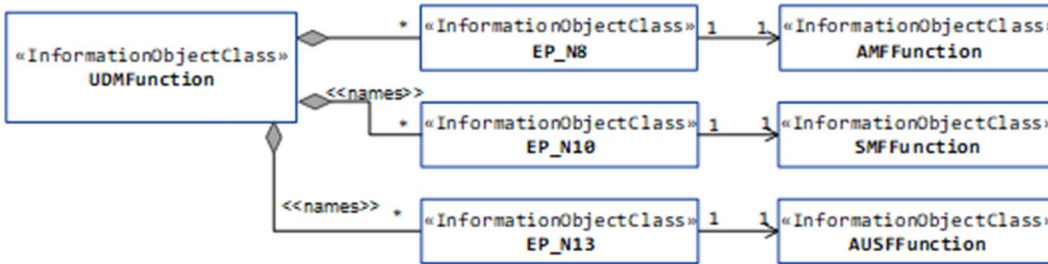 «InformationObjectClass»
UDMFunction
*
«InformationObjectClass»
EP_N8
1
1
«InformationObjectClass»
AMFFunction
<<names>>
*
«InformationObjectClass»
EP_N10
1
1
«InformationObjectClass»
SMFFunction
<<names>>
*
«InformationObjectClass»
EP_N13
1
1
«InformationObjectClass»
AUSFFunction